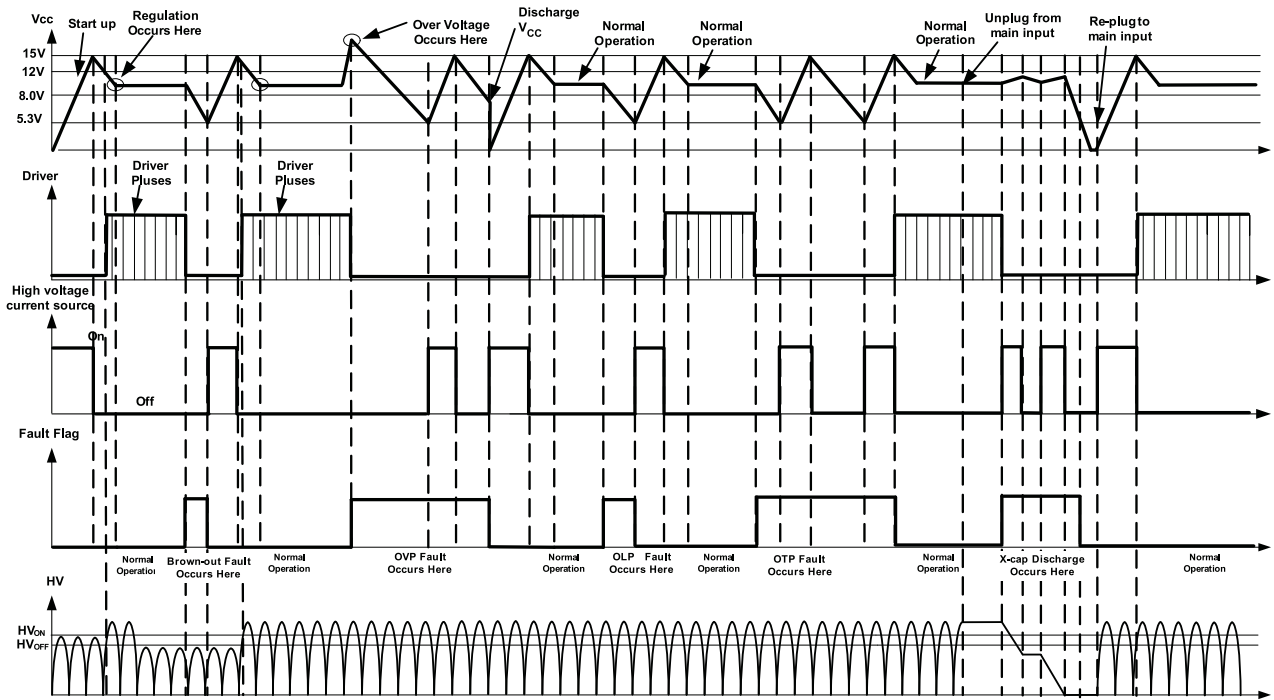 Vcc
Start up
Regulation
Occurs Here
Over Voltage
Occurs Here
Discharge
VCC
Normal
Operation
Normal
Operation
Normal
Operation
Unplug from
main input
Re-plug to
main input
15V
12V
8.0V
5.3V
Driver
Driver
Pluses
Driver
Pluses
High voltage
current source
On
Off
Fault Flag
Normal
Operation
Brown-out Fault
Occurs Here
Normal
Operation
OVP Fault
Occurs Here
Normal
Operation
OLP Fault
Occurs Here
Normal
Operation
OTP Fault
Occurs Here
Normal
Operation
X-cap Discharge
Occurs Here
Normal
Operation
HV
HVON
HVOFF